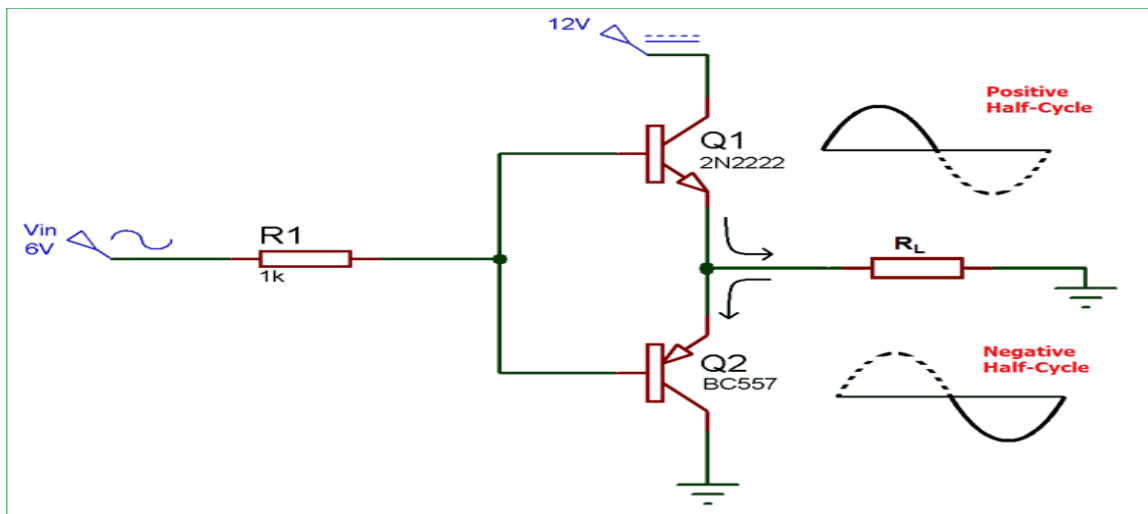 12V
Positive
Half-Cycle
Q1
2N2222
Vin
6V
R1
1k
RL
Q2
BC557
Negative
Half-Cycle